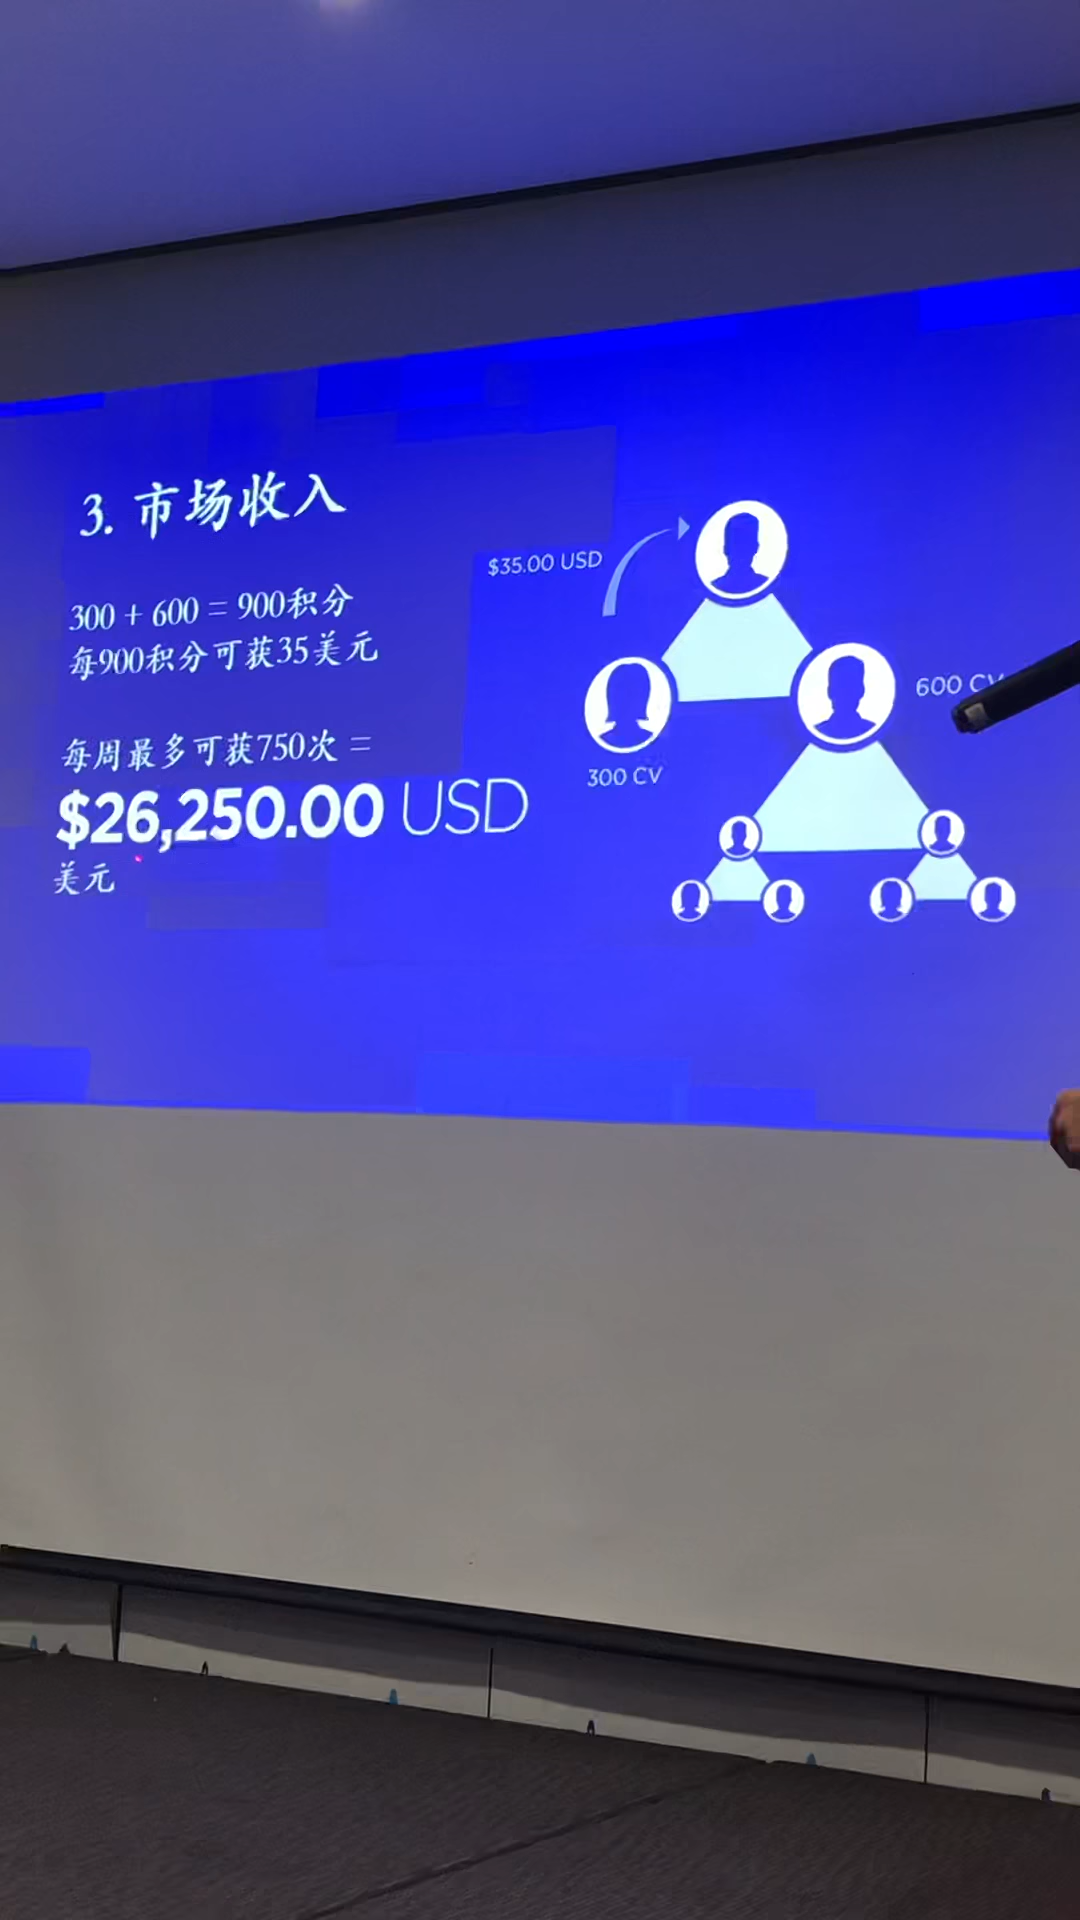 3. 市场收入
300 + 600 = 900积分
每900积分可获35美元
每周最多可获750次 =
$26,250.00 USD
美元
$35.00 USD
600 CV
300 CV